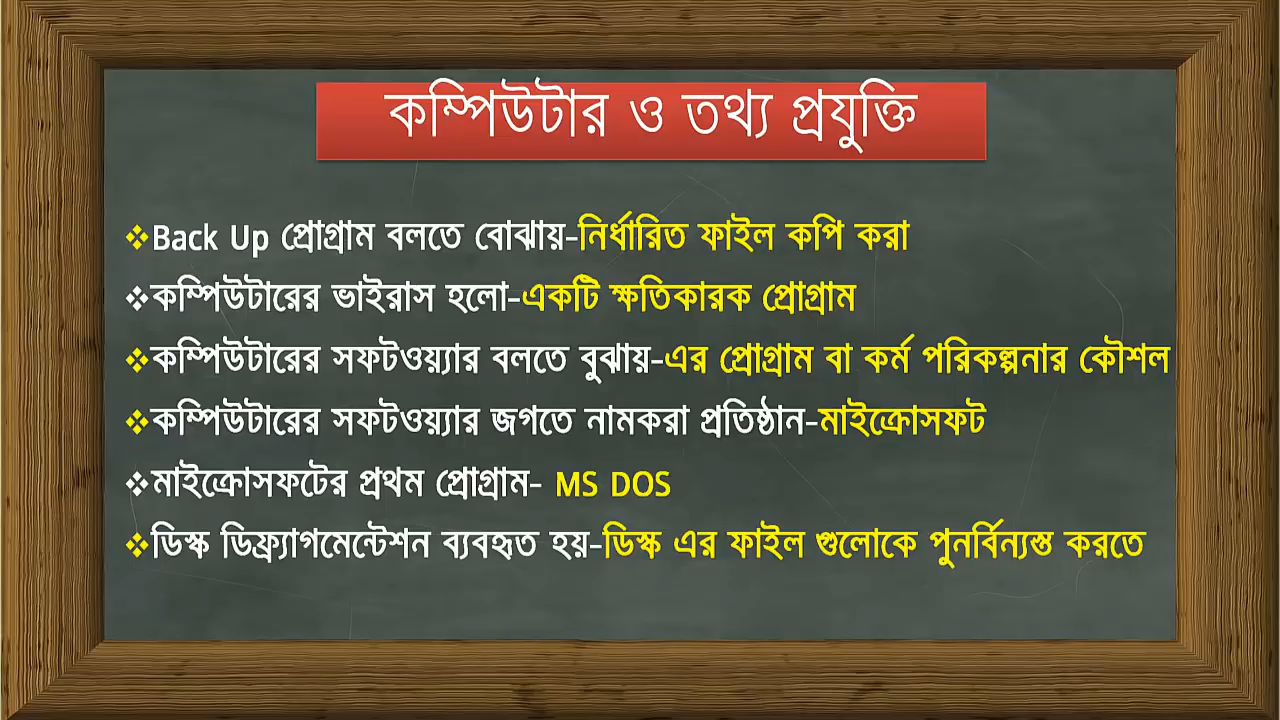 কম্পিউটার ও তথ্য প্রযুক্তি
❖Back Up প্রোগ্রাম বলতে বোঝায়-নির্ধারিত ফাইল কপি করা
❖কম্পিউটারের ভাইরাস হলো-একটি ক্ষতিকারক প্রোগ্রাম
❖কম্পিউটারের সফটওয়্যার বলতে বুঝায়-এর প্রোগ্রাম বা কর্ম পরিকল্পনার কৌশল
❖কম্পিউটারের সফটওয়্যার জগতে নামকরা প্রতিষ্ঠান-মাইক্রোসফট
❖মাইক্রোসফটের প্রথম প্রোগ্রাম- MS DOS
❖ডিস্ক ডিফ্র্যাগমেন্টেশন ব্যবহৃত হয়-ডিস্ক এর ফাইল গুলোকে পুনর্বিন্যস্ত করতে